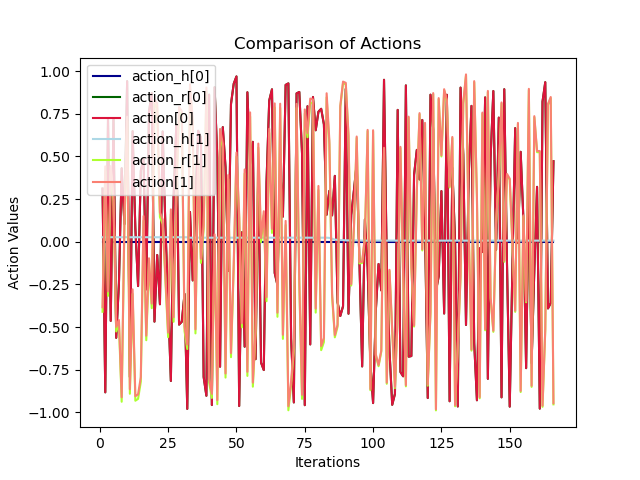 Comparison of Actions
1.00
0.75
0.50
0.25
0.00
−0.25
−0.50
−0.75
−1.00
Action Values
action_h[0]
action_r[0]
action[0]
action_h[1]
action_r[1]
action[1]
0 25 50 75 100 125 150
Iterations